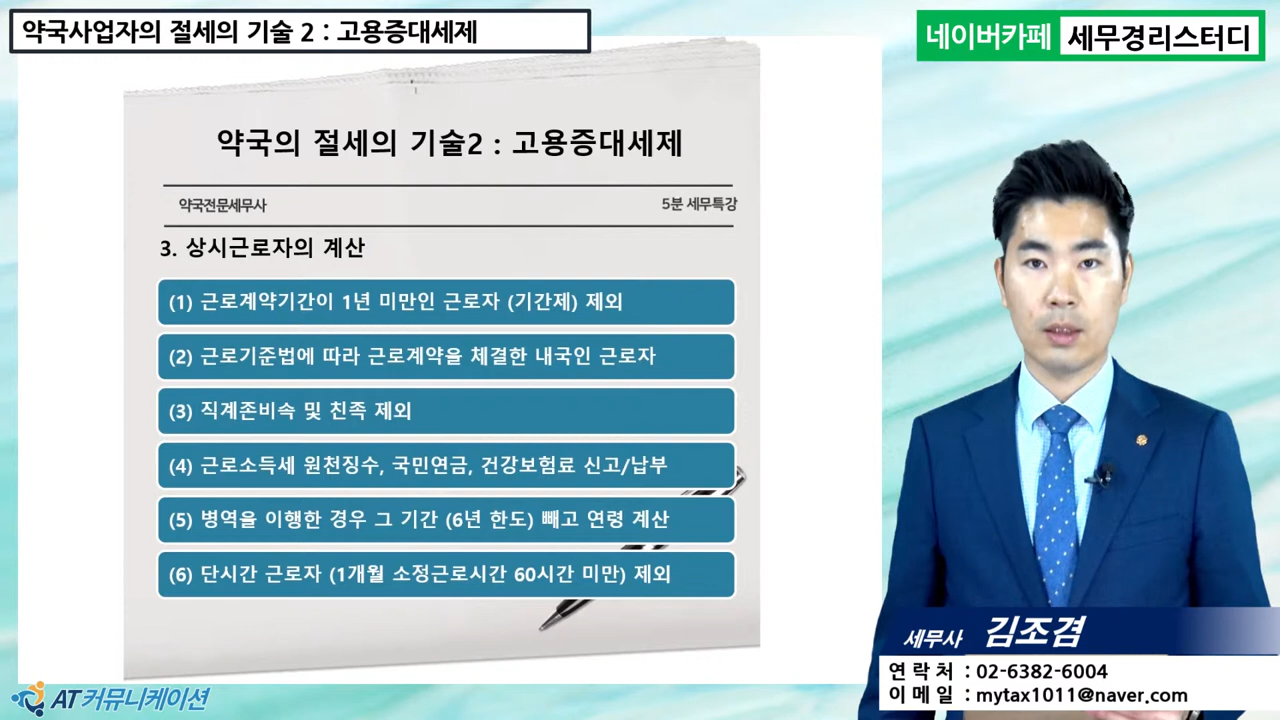 약국사업자의 절세의 기술 2 : 고용증대세제
네이버카페 세무경리스터디
약국의 절세의 기술2 : 고용증대세제
약국전문세무사 5분 세무특강
3. 상시근로자의 계산
(1) 근로계약기간이 1년 미만인 근로자 (기간제) 제외
(2) 근로기준법에 따라 근로계약을 체결한 내국인 근로자
(3) 직계존비속 및 친족 제외
(4) 근로소득세 원천징수, 국민연금, 건강보험료 신고/납부
(5) 병역을 이행한 경우 그 기간 (6년 한도) 빼고 연령 계산
(6) 단시간 근로자 (1개월 소정근로시간 60시간 미만) 제외
세무사 김조겸
연 락 처 : 02-6382-6004
이 메 일 : mytax1011@naver.com
AT커뮤니케이션